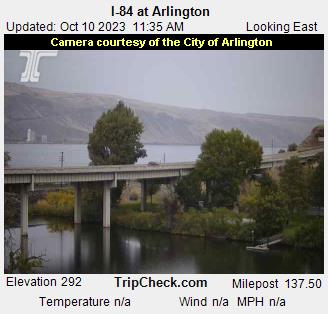 I-84 at Arlington
Updated: Oct 10 2023 11:35 AM Looking East
Camera courtesy of the City of Arlington
Elevation 292 TripCheck.com Milepost 137.50
Temperature n/a Wind n/a MPH n/a